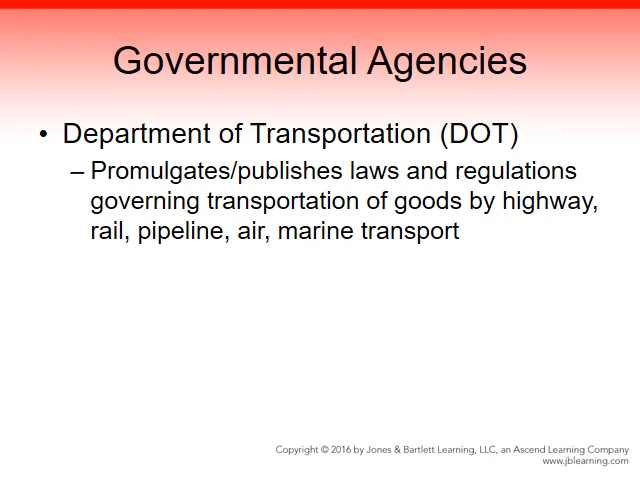 Governmental Agencies
• Department of Transportation (DOT)
– Promulgates/publishes laws and regulations
governing transportation of goods by highway,
rail, pipeline, air, marine transport
Copyright © 2016 by Jones & Bartlett Learning, LLC, an Ascend Learning Company
www.jblearning.com